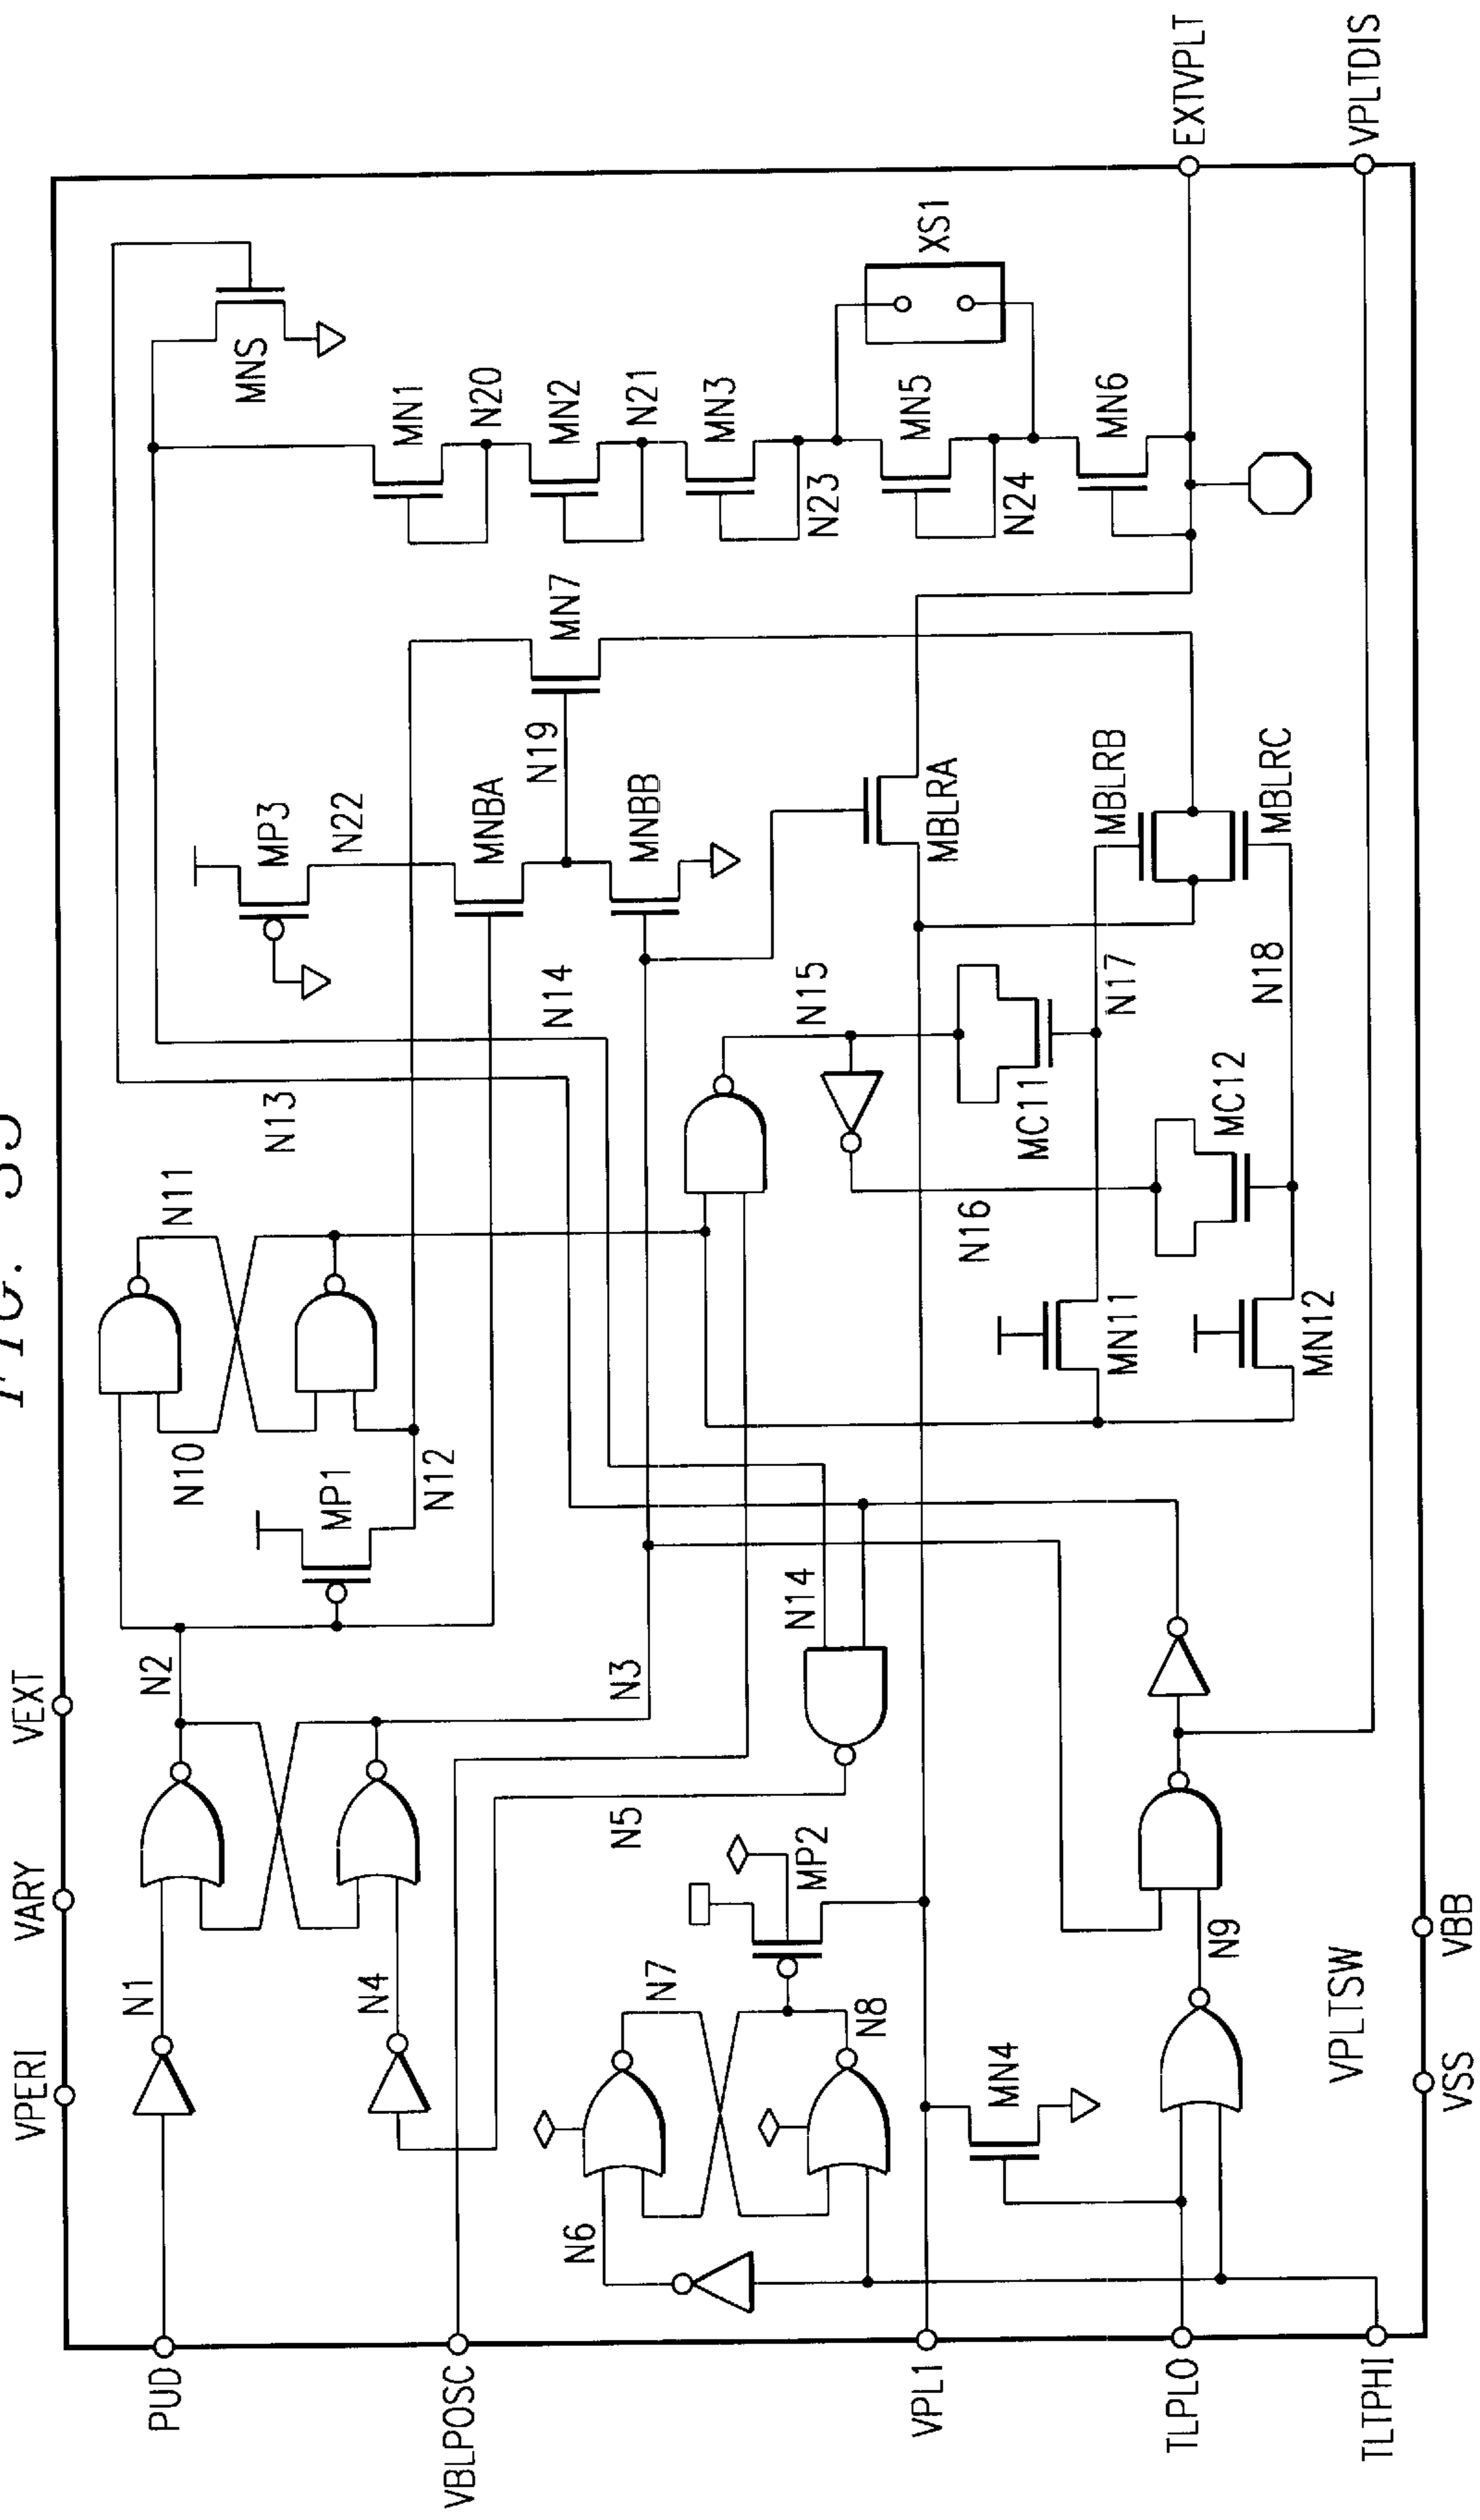 FIG. 
VPERI
VARY
VEXT
PUD
VBLPOSC
VPL1
TLPLO
TLTPHI
EXTVPLT
VPLTDIS
VSS
VBB
VPLTSW
N1
N2
N4
N3
N5
N6
N7
N8
MP2
MN4
N9
N10
N11
MP1
N12
N13
N14
N14
N15
N16
MC11
N17
MC12
N18
MN11
MN12
MP3
N22
MNBA
N19
MNBB
MN7
MBLRA
MBLRB
MBLRC
MNS
MN1
N20
MN2
N21
MN3
N23
MN5
N24
MN6
XS1